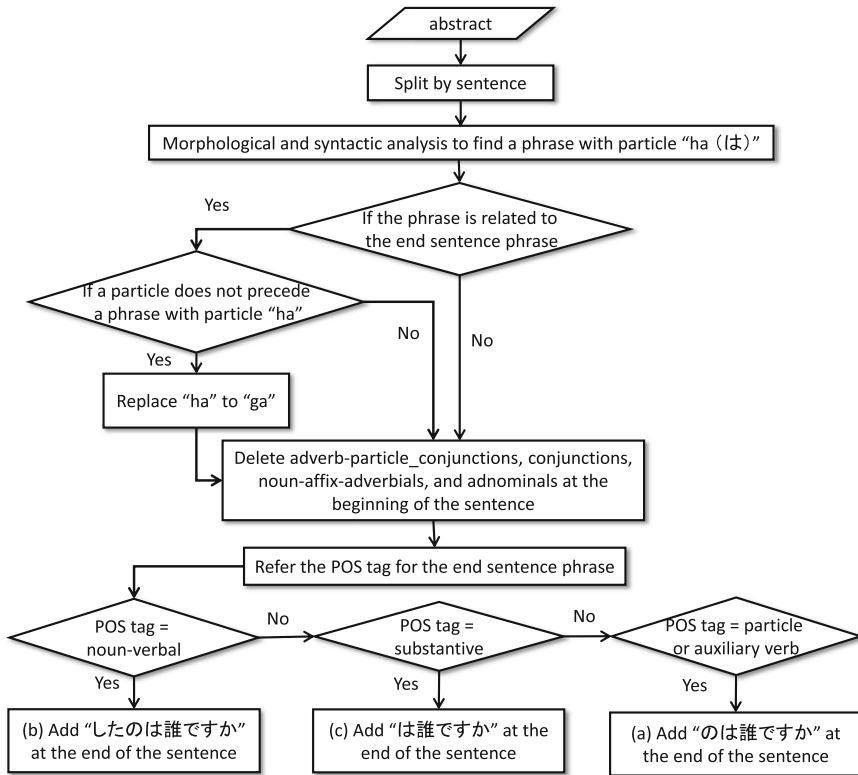 abstract
Split by sentence
Morphological and syntactic analysis to find a phrase with particle “ha（は）”
Yes
If the phrase is related to
the end sentence phrase
If a particle does not precede
a phrase with particle “ha”
No
No
Yes
Replace “ha” to “ga”
Delete adverb-particle_conjunctions, conjunctions,
noun-affix-adverbials, and adnominals at the
beginning of the sentence
Refer the POS tag for the end sentence phrase
POS tag =
noun-verbal
No
POS tag =
substantive
No
POS tag = particle
or auxiliary verb
Yes
Yes
Yes
(b) Add “したのは誰ですか”
at the end of the sentence
(c) Add “は誰ですか” at the
end of the sentence
(a) Add “のは誰ですか” at
the end of the sentence